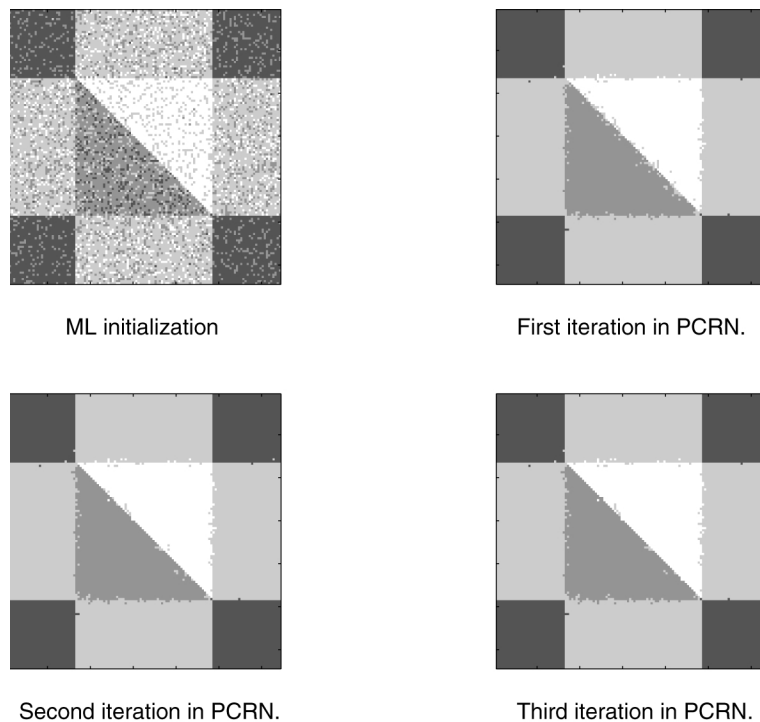 ML initialization
First iteration in PCRN.
Second iteration in PCRN.
Third iteration in PCRN.